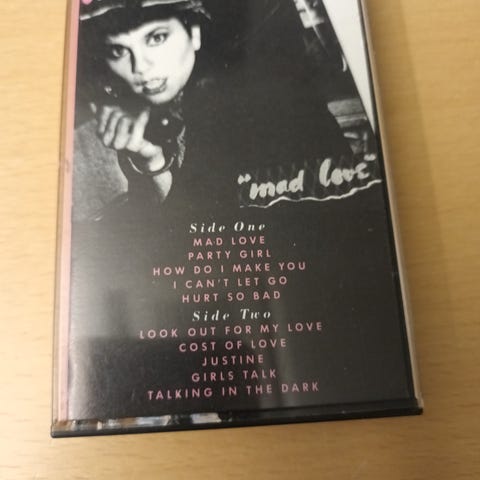 "mad love"
Side One
MAD LOVE
PARTY GIRL
HOW DO I MAKE YOU
I CAN'T LET GO
HURT SO BAD
Side Two
LOOK OUT FOR MY LOVE
COST OF LOVE
JUSTINE
GIRLS TALK
TALKING IN THE DARK